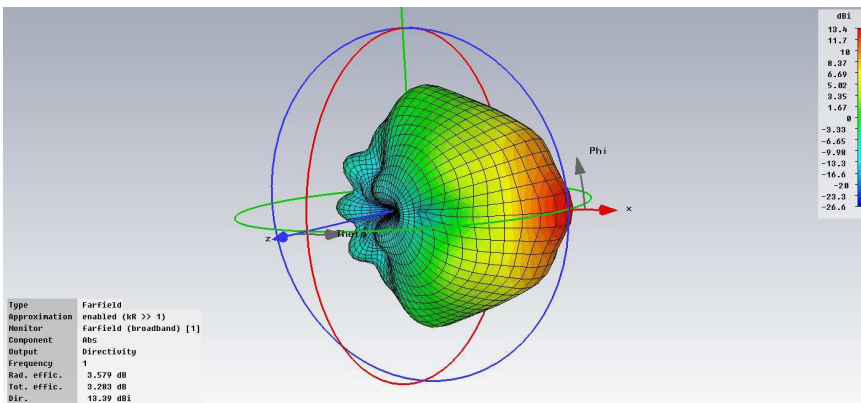 dBi
13.4
11.7
10
8.37
6.69
5.02
3.35
1.67
0
-3.33
-6.65
-9.98
-13.3
-16.6
-20
-23.3
-26.6
Phi
x
z
Theta
Type Farfield
Approximation enabled (kR >> 1)
Monitor farfield (broadband) [1]
Component Abs
Output Directivity
Frequency 1
Rad. effic. 3.579 dB
Tot. effic. 3.203 dB
Dir. 13.39 dBi